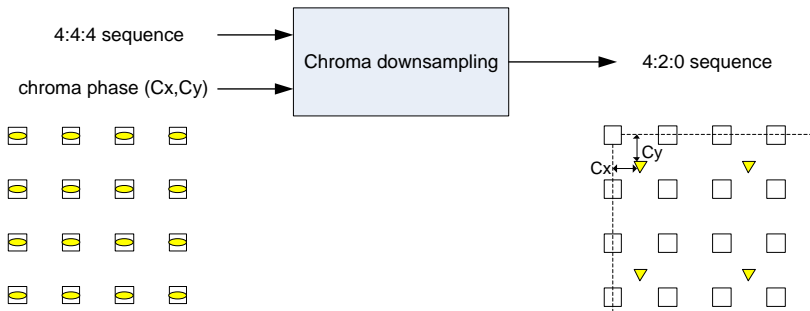 4:4:4 sequence
chroma phase (Cx,Cy)
Chroma downsampling
4:2:0 sequence
Cy
Cx